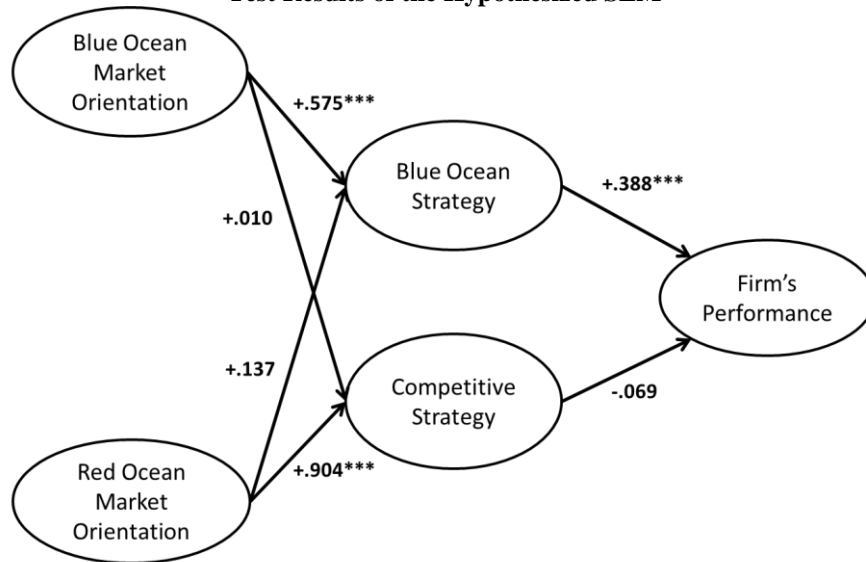 Test Results of the Hypothesized SEM
Blue Ocean
Market
Orientation
+.575***
Blue Ocean
Strategy
+.388***
+.010
Firm's
Performance
+.137
Competitive
Strategy
-.069
+.904***
Red Ocean
Market
Orientation